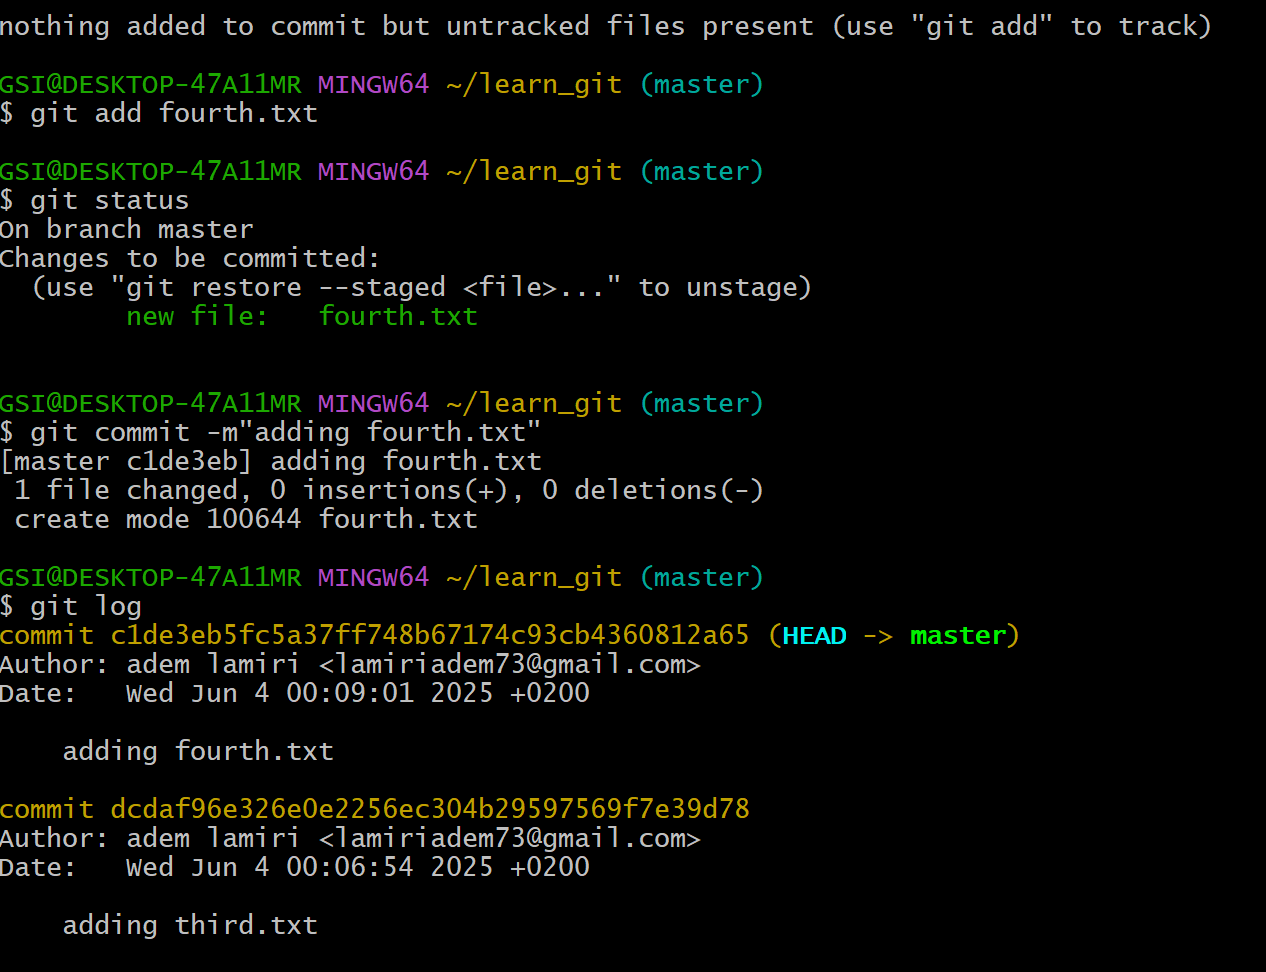 nothing added to commit but untracked files present (use "git add" to track)
GSI@DESKTOP-47A11MR MINGW64 ~/learn_git (master)
$ git add fourth.txt
GSI@DESKTOP-47A11MR MINGW64 ~/learn_git (master)
$ git status
On branch master
Changes to be committed:
  (use "git restore --staged <file>..." to unstage)
        new file:   fourth.txt
GSI@DESKTOP-47A11MR MINGW64 ~/learn_git (master)
$ git commit -m"adding fourth.txt"
[master c1de3eb] adding fourth.txt
 1 file changed, 0 insertions(+), 0 deletions(-)
 create mode 100644 fourth.txt
GSI@DESKTOP-47A11MR MINGW64 ~/learn_git (master)
$ git log
commit c1de3eb5fc5a37ff748b67174c93cb4360812a65 (HEAD -> master)
Author: adem lamiri <lamiriadem73@gmail.com>
Date:   Wed Jun 4 00:09:01 2025 +0200
    adding fourth.txt
commit dcdaf96e326e0e2256ec304b29597569f7e39d78
Author: adem lamiri <lamiriadem73@gmail.com>
Date:   Wed Jun 4 00:06:54 2025 +0200
    adding third.txt